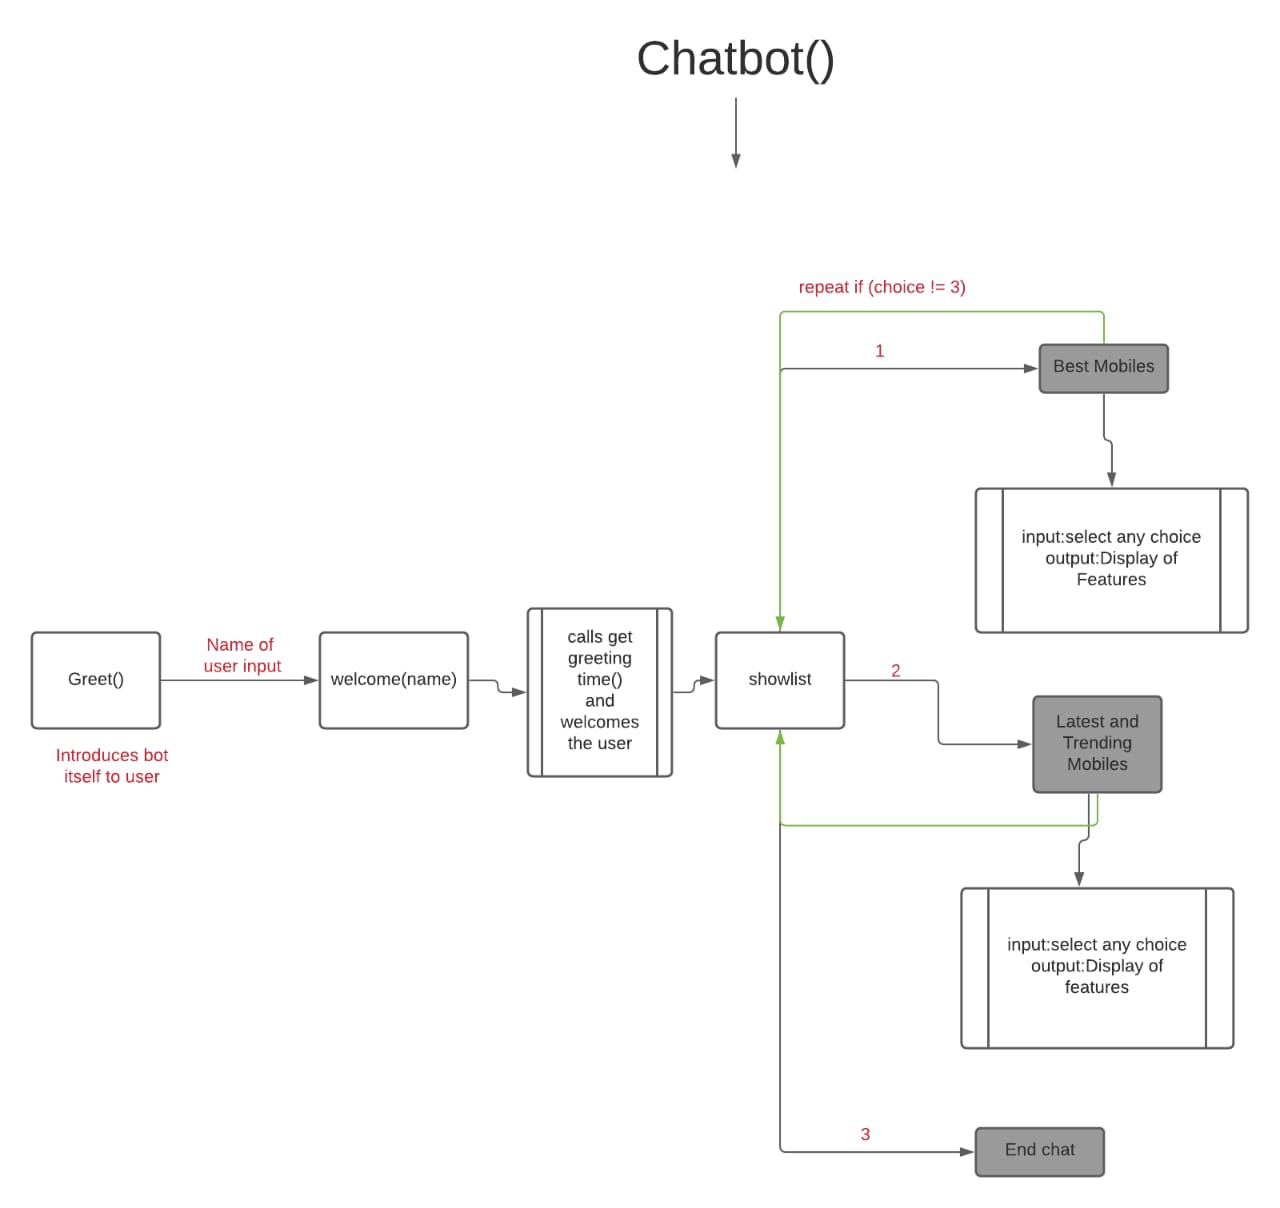 Chatbot()
repeat if (choice != 3)
1
Best Mobiles
input:select any choice
output:Display of
Features
Greet()
Name of
user input
Introduces bot
itself to user
welcome(name)
calls get
greeting
time()
and
welcomes
the user
showlist
2
Latest and
Trending
Mobiles
input:select any choice
output:Display of
features
3
End chat